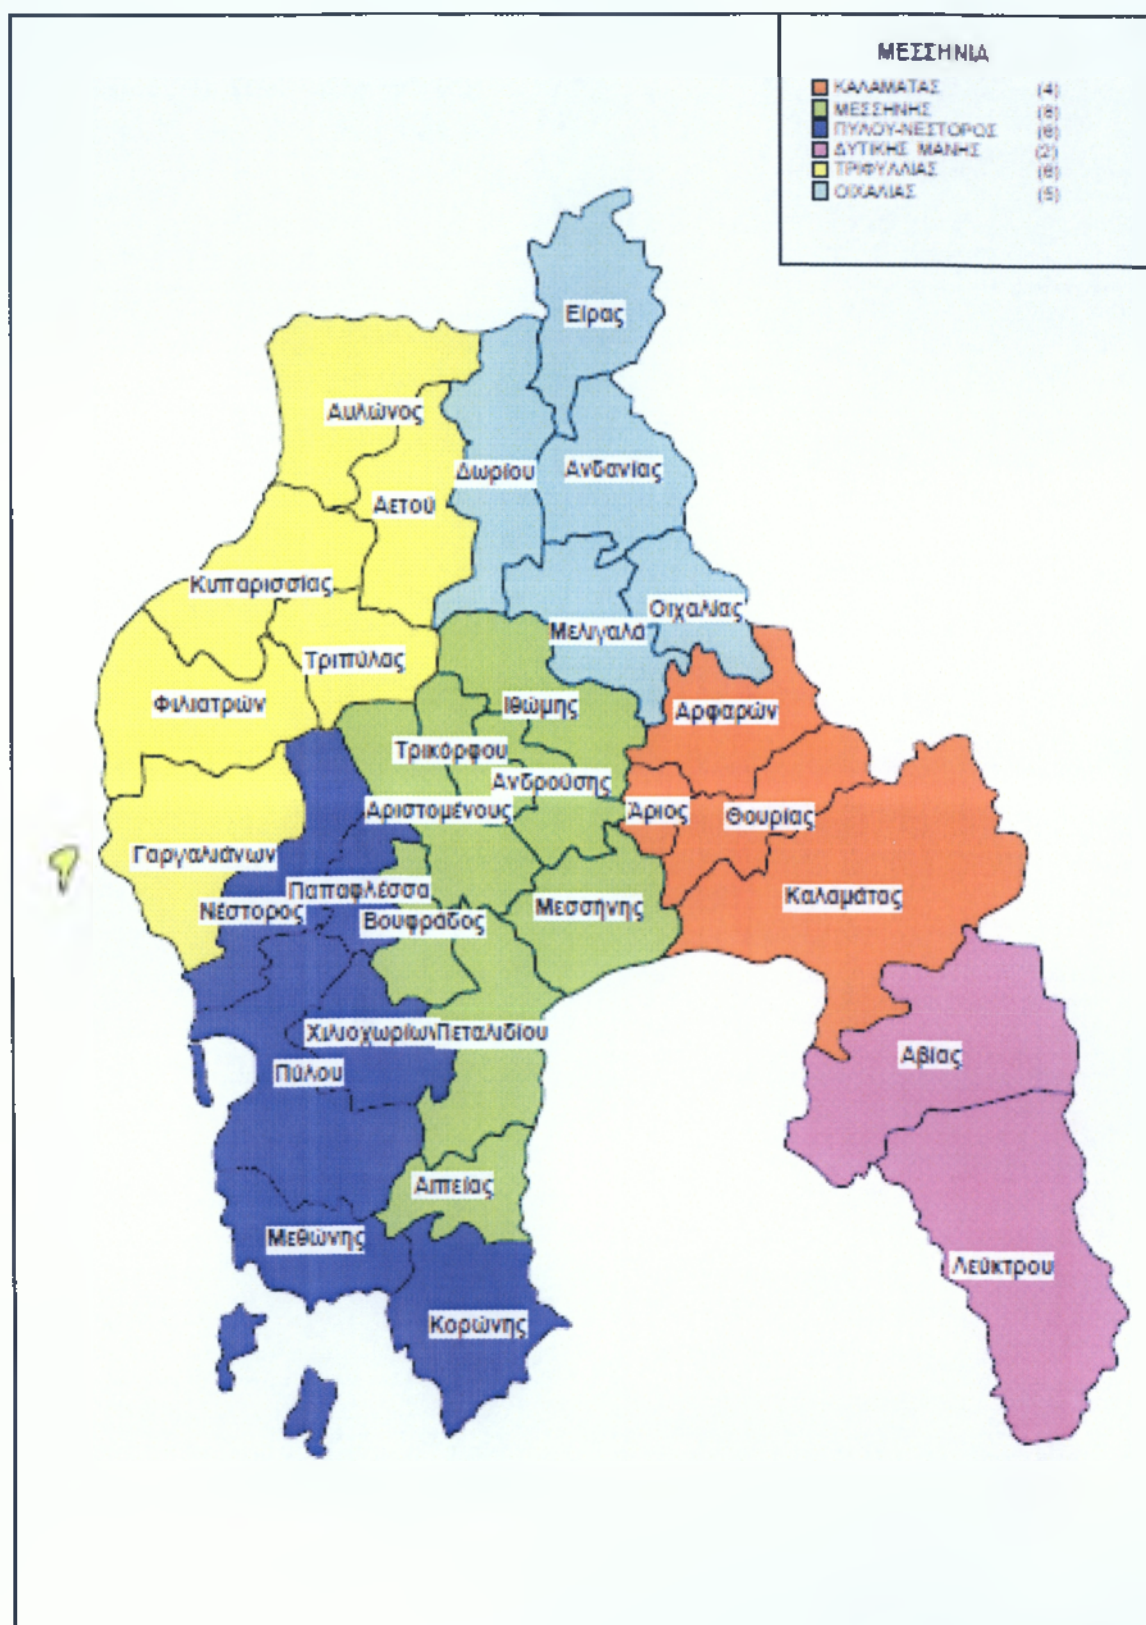 ΜΕΣΣΗΝΙΑ
ΚΑΛΑΜΑΤΑΣ (4)
ΜΕΣΣΗΝΗΣ (8)
ΠΥΛΟΥ-ΝΕΣΤΟΡΟΣ (6)
ΔΥΤΙΚΗΣ ΜΑΝΗΣ (2)
ΤΡΙΦΥΛΛΙΑΣ (6)
ΟΙΧΑΛΙΑΣ (5)
Είρας
Αυλώνος
Δωρίου
Ανδανίας
Αετού
Κυπαρισσίας
Οιχαλίας
Μελιγαλά
Τριπύλας
Φιλιατρών
Ιθώμης
Αρφαρών
Τρικόρφου
Ανδρούσης
Αριστομένους
Άριος
Θουρίας
Γαργαλιάνων
Παπαφλέσσα
Καλαμάτας
Νέστορος
Βουφράδος
Μεσσήνης
Χιλιοχωρίων
Πεταλιδίου
Αβίας
Πύλου
Αιπείας
Μεθώνης
Λεύκτρου
Κορώνης